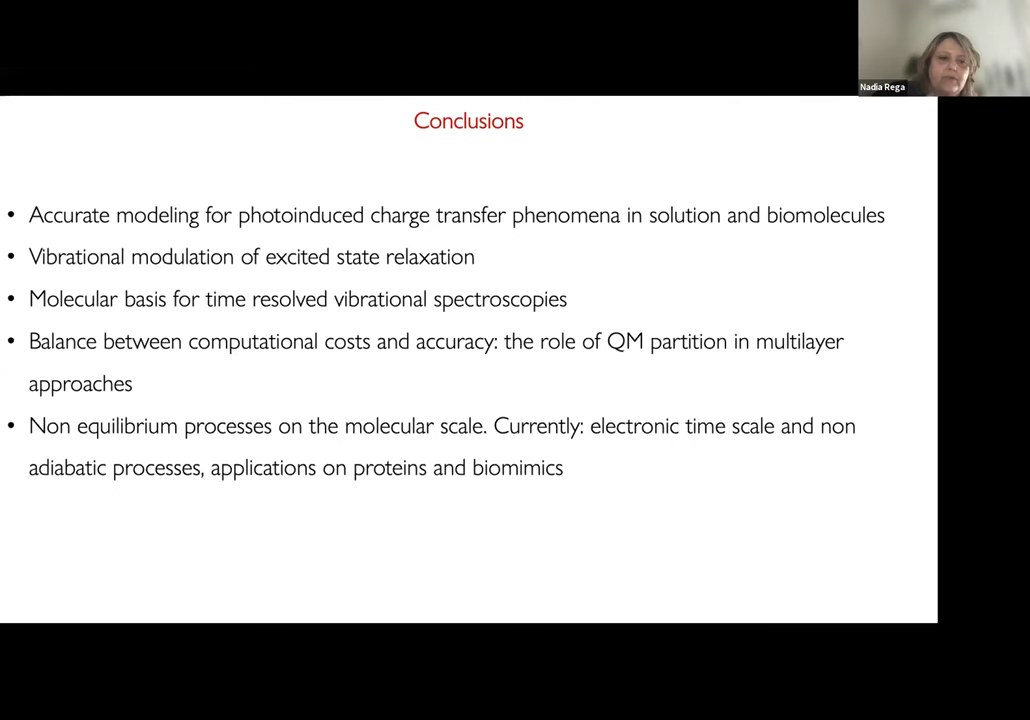 Nadia Rega
Conclusions
• Accurate modeling for photoinduced charge transfer phenomena in solution and biomolecules
• Vibrational modulation of excited state relaxation
• Molecular basis for time resolved vibrational spectroscopies
• Balance between computational costs and accuracy: the role of QM partition in multilayer
approaches
• Non equilibrium processes on the molecular scale. Currently: electronic time scale and non
adiabatic processes, applications on proteins and biomimics